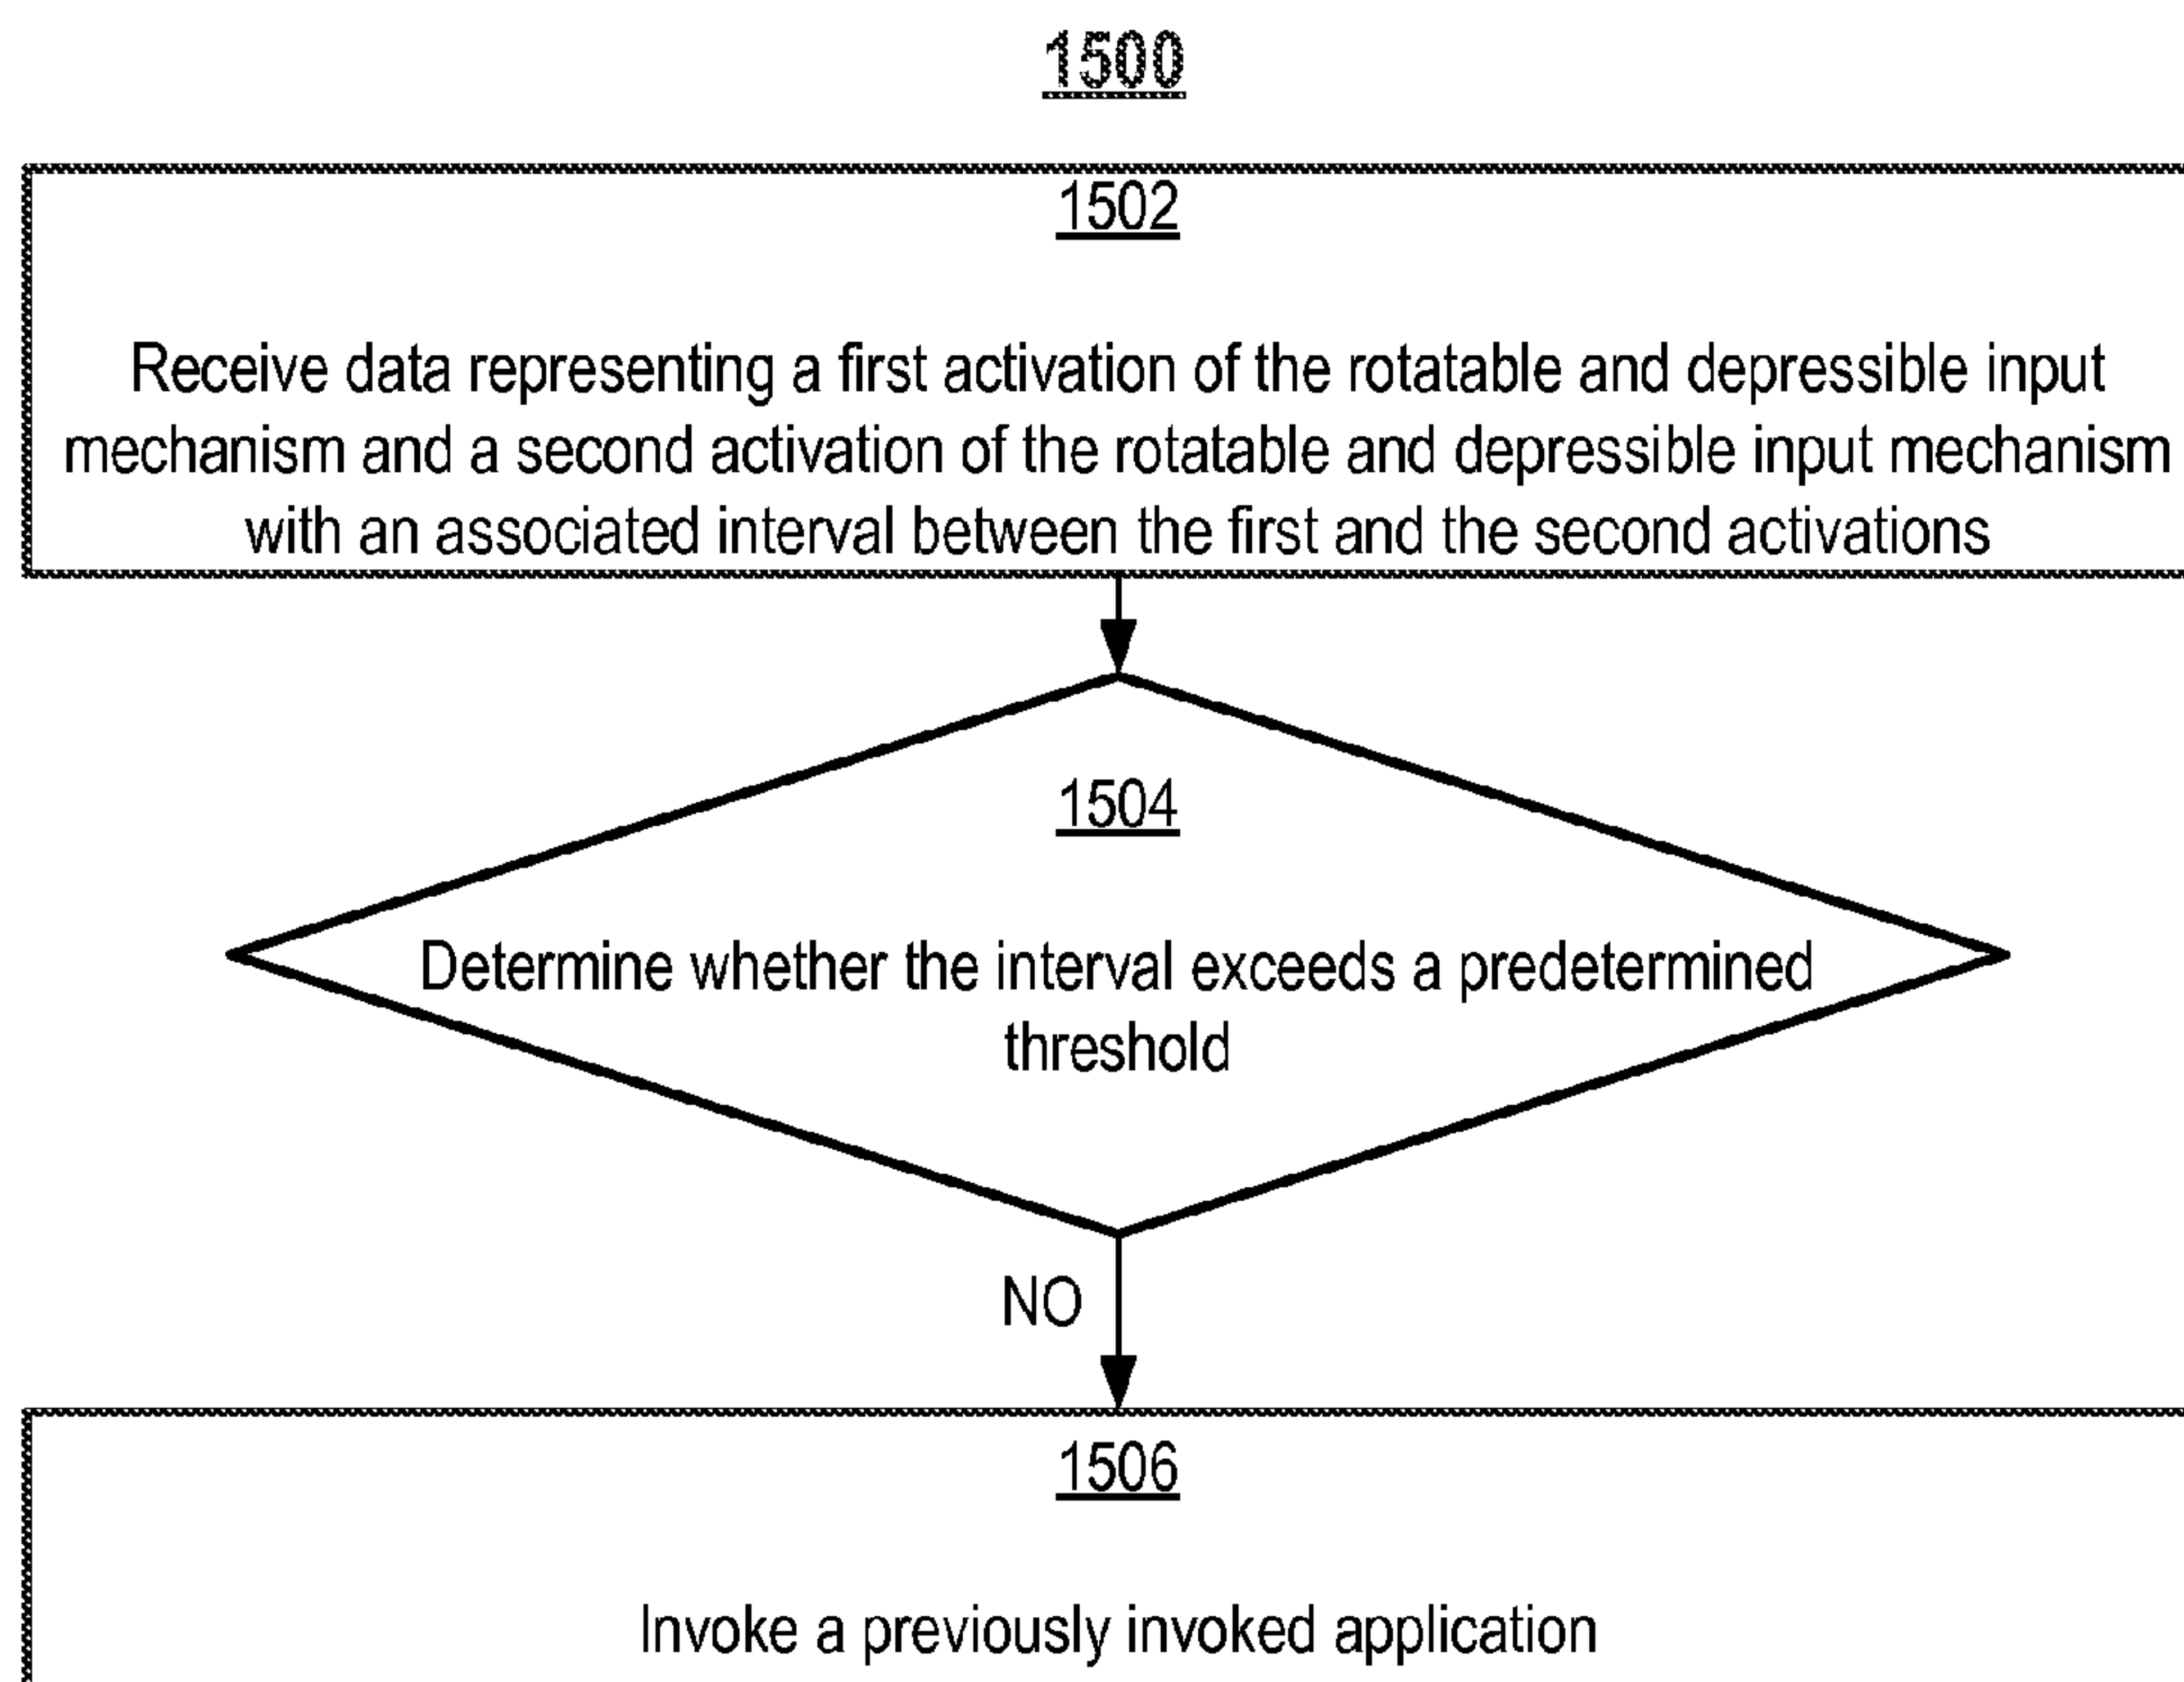 1500
1502
Receive data representing a first activation of the rotatable and depressible input
mechanism and a second activation of the rotatable and depressible input mechanism
with an associated interval between the first and the second activations
1504
Determine whether the interval exceeds a predetermined
threshold
NO
1506
Invoke a previously invoked application